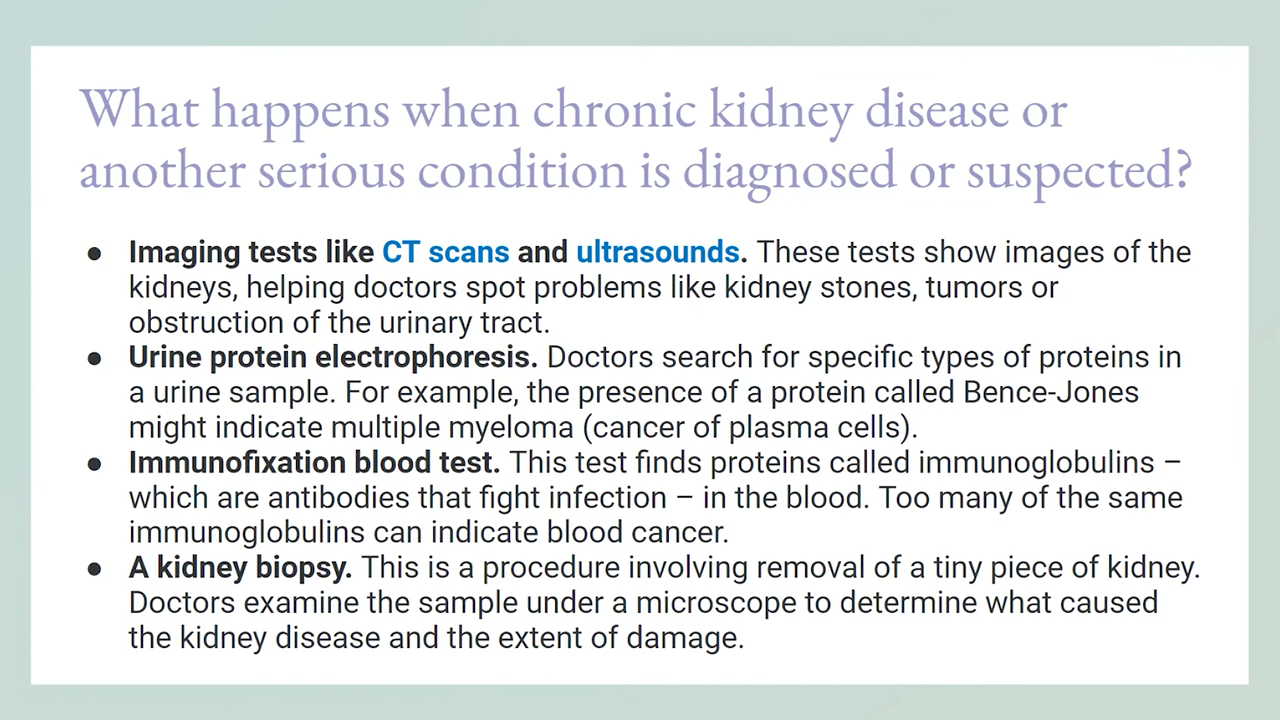 What happens when chronic kidney disease or
another serious condition is diagnosed or suspected?
● Imaging tests like CT scans and ultrasounds. These tests show images of the
kidneys, helping doctors spot problems like kidney stones, tumors or
obstruction of the urinary tract.
● Urine protein electrophoresis. Doctors search for specific types of proteins in
a urine sample. For example, the presence of a protein called Bence-Jones
might indicate multiple myeloma (cancer of plasma cells).
● Immunofixation blood test. This test finds proteins called immunoglobulins –
which are antibodies that fight infection – in the blood. Too many of the same
immunoglobulins can indicate blood cancer.
● A kidney biopsy. This is a procedure involving removal of a tiny piece of kidney.
Doctors examine the sample under a microscope to determine what caused
the kidney disease and the extent of damage.